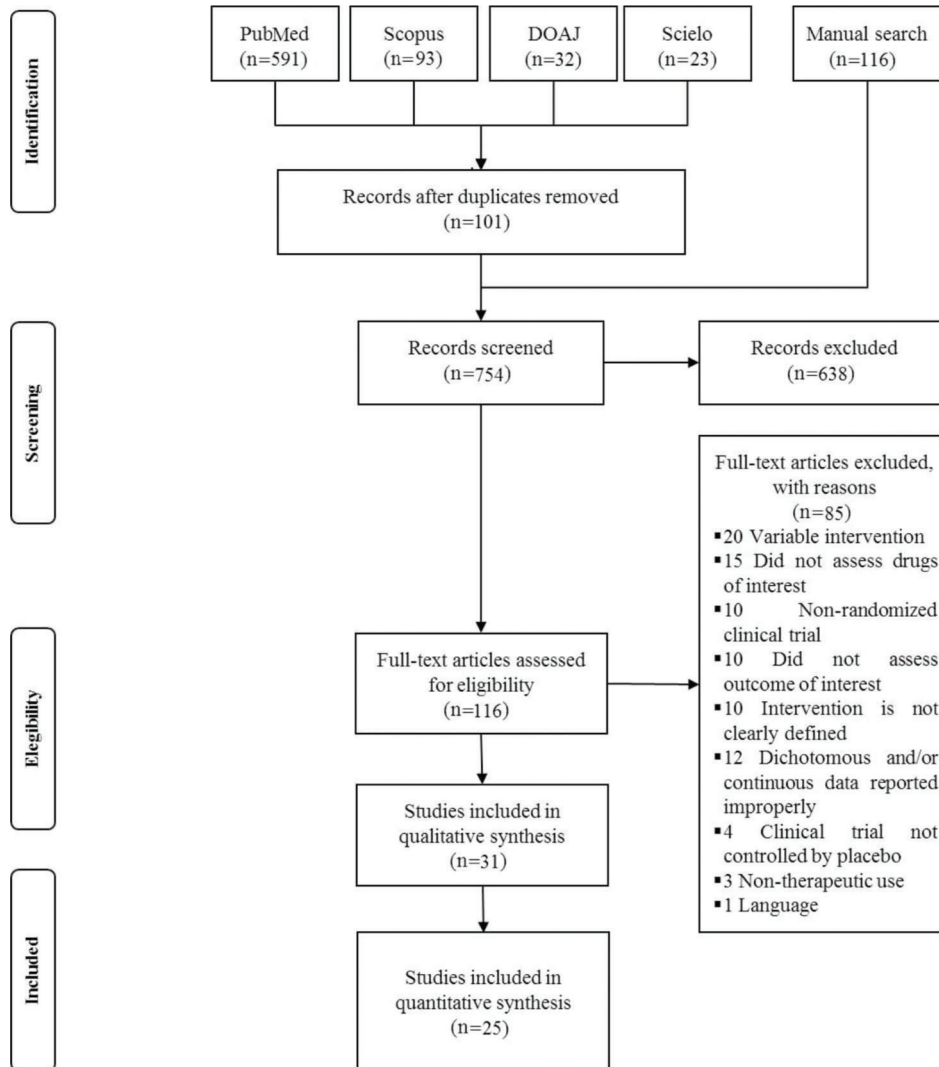 PubMed
(n=591)
Scopus
(n=93)
DOAJ
(n=32)
Scielo
(n=23)
Manual search
(n=116)
Identification
Records after duplicates removed
(n=101)
Screening
Records screened
(n=754)
Records excluded
(n=638)
Full-text articles excluded,
with reasons
(n=85)
▪20 Variable intervention
▪15 Did not assess drugs
of interest
▪10 Non-randomized
clinical trial
▪10 Did not assess
outcome of interest
▪10 Intervention is not
clearly defined
▪12 Dichotomous and/or
continuous data reported
improperly
▪4 Clinical trial not
controlled by placebo
▪3 Non-therapeutic use
▪1 Language
Elegibility
Full-text articles assessed
for eligibility
(n=116)
Studies included in
qualitative synthesis
(n=31)
Included
Studies included in
quantitative synthesis
(n=25)